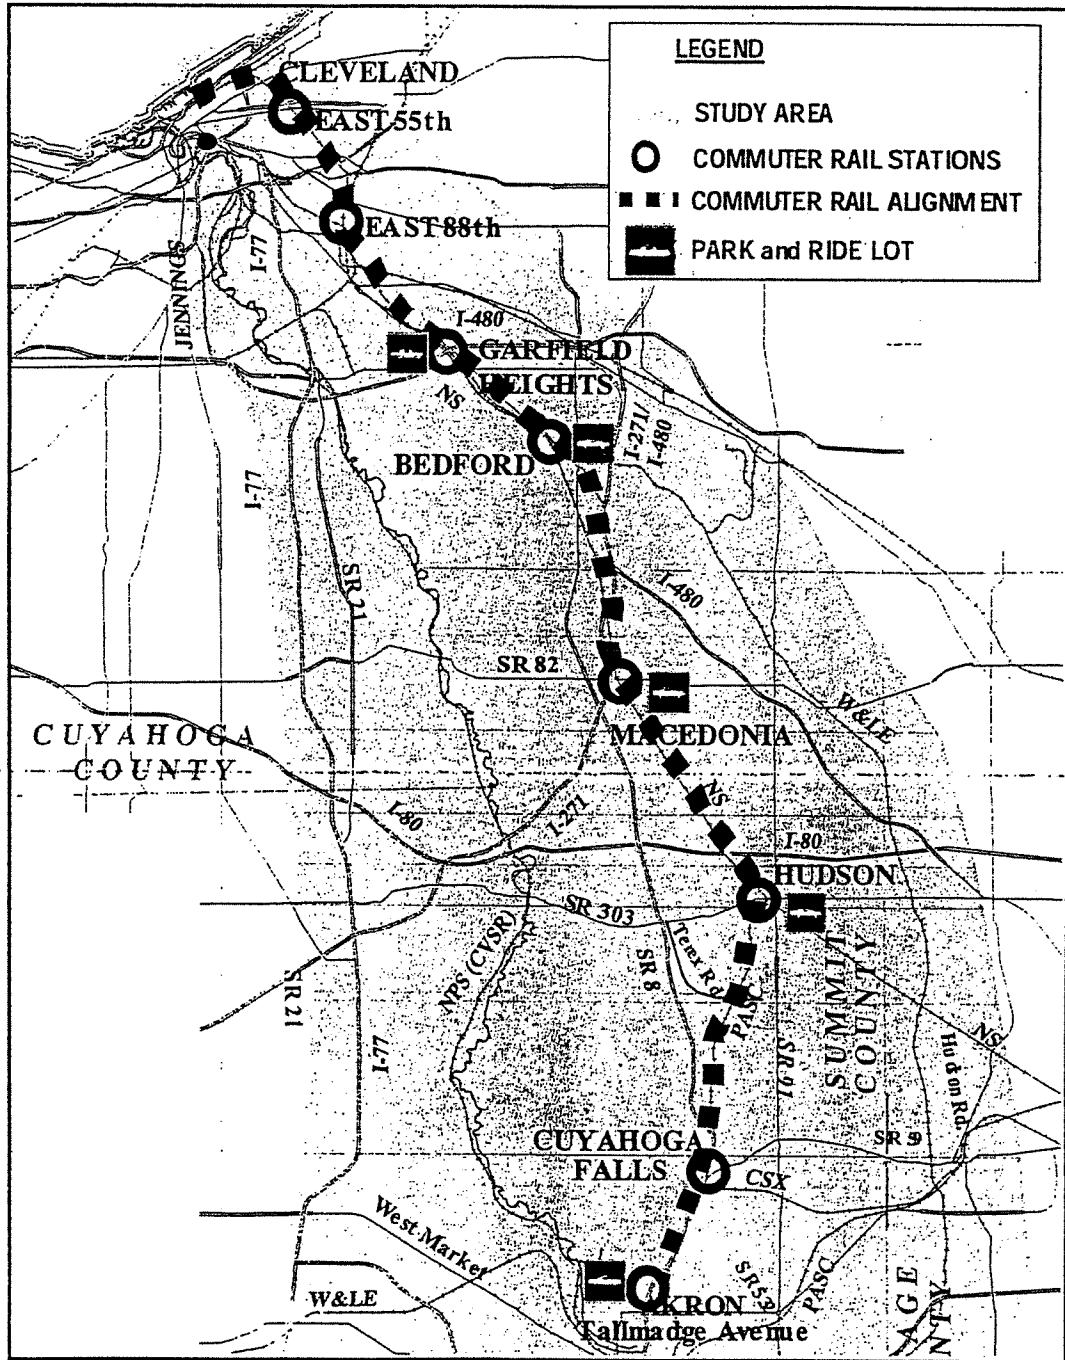 LEGEND
STUDY AREA
COMMUTER RAIL STATIONS
COMMUTER RAIL ALIGNMENT
PARK and RIDE LOT
CLEVELAND
EAST 55th
EAST 88th
JENNINGS
I-77
I-480
GARFIELD
HEIGHTS
NS
I-271/
I-480
BEDFORD
I-77
SR 21
I-480
SR 82
W&LE
MACEDONIA
CUYAHOGA
COUNTY
NS
I-80
I-271
I-80
HUDSON
SR 303
NPS (CVSR)
Terex Rd
SR 8
PASC
SUMMIT
COUNTY
SR 21
I-77
SR 91
NS
Hudson Rd
CUYAHOGA
FALLS
SR 59
CSX
West Market
W&LE
PASC
AKRON
Tallmadge Avenue
AGE
NTY